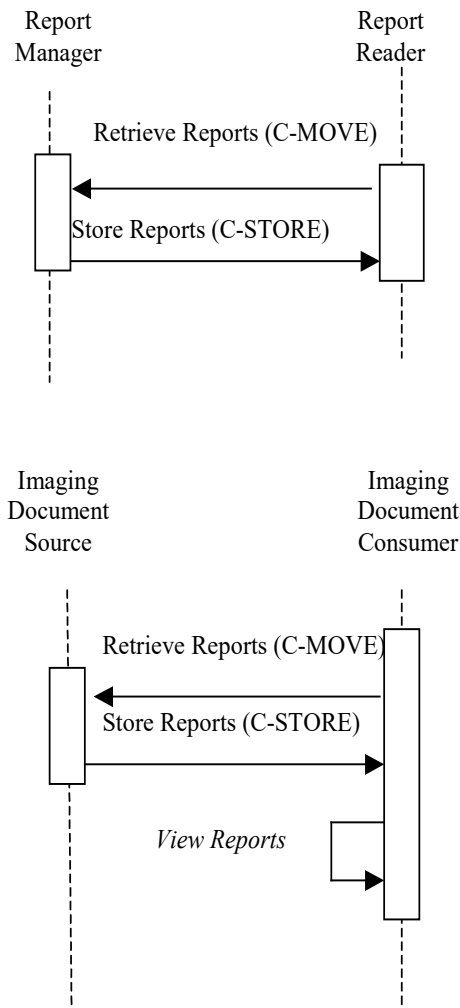 Report
Manager
Report
Reader
Retrieve Reports (C-MOVE)
Store Reports (C-STORE)
Imaging
Document
Source
Imaging
Document
Consumer
Retrieve Reports (C-MOVE)
Store Reports (C-STORE)
View Reports